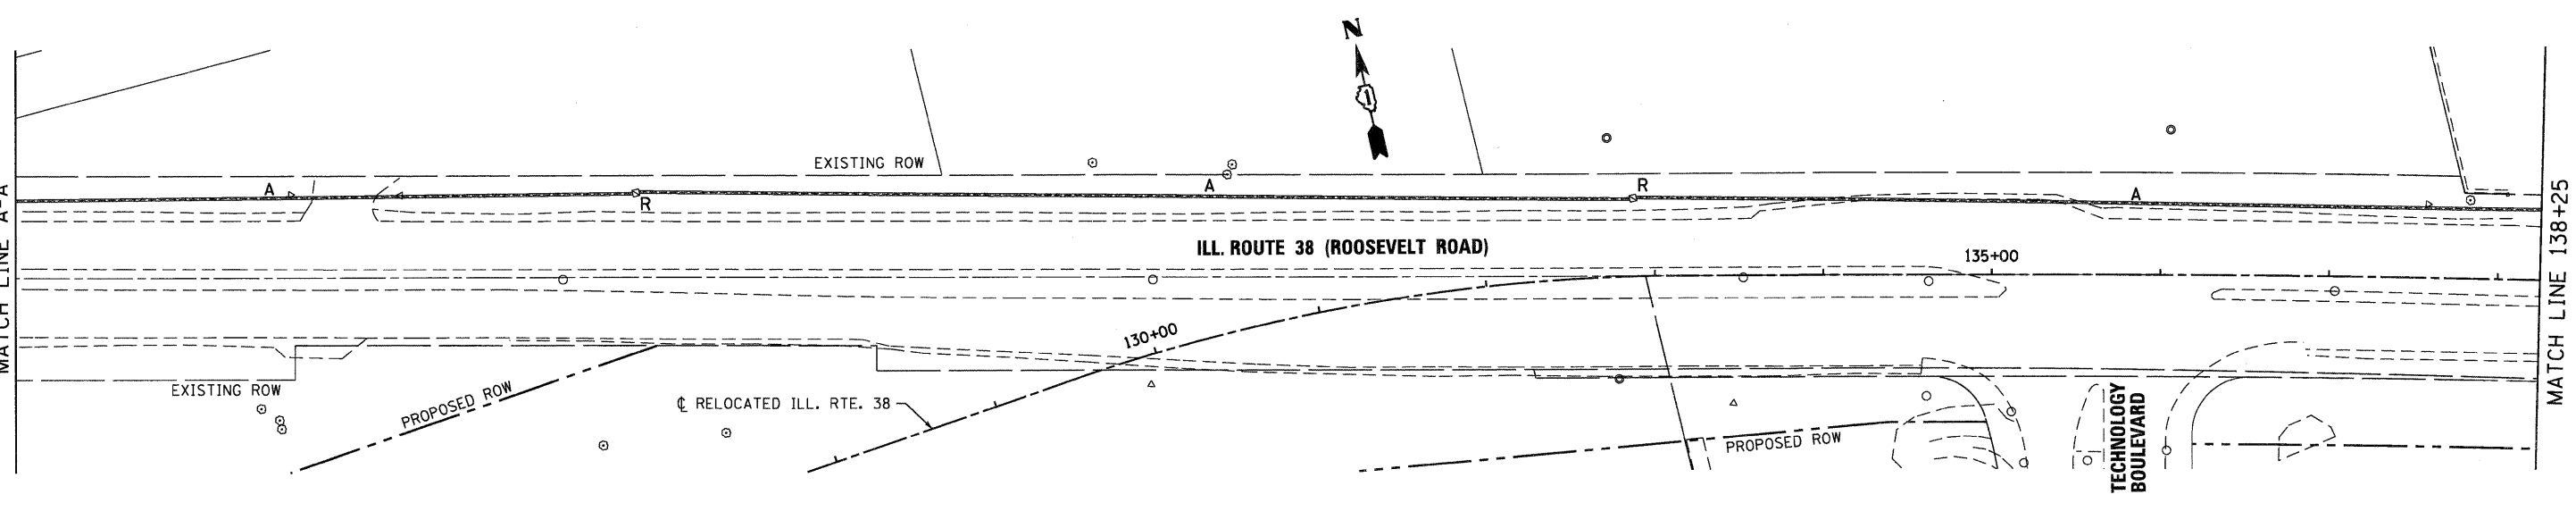 N
1
EXISTING ROW
A
A
R
R
A
MATCH LINE A-A
ILL. ROUTE 38 (ROOSEVELT ROAD)
135+00
MATCH LINE 138+25
130+00
EXISTING ROW
PROPOSED ROW
℄ RELOCATED ILL. RTE. 38
PROPOSED ROW
TECHNOLOGY
BOULEVARD